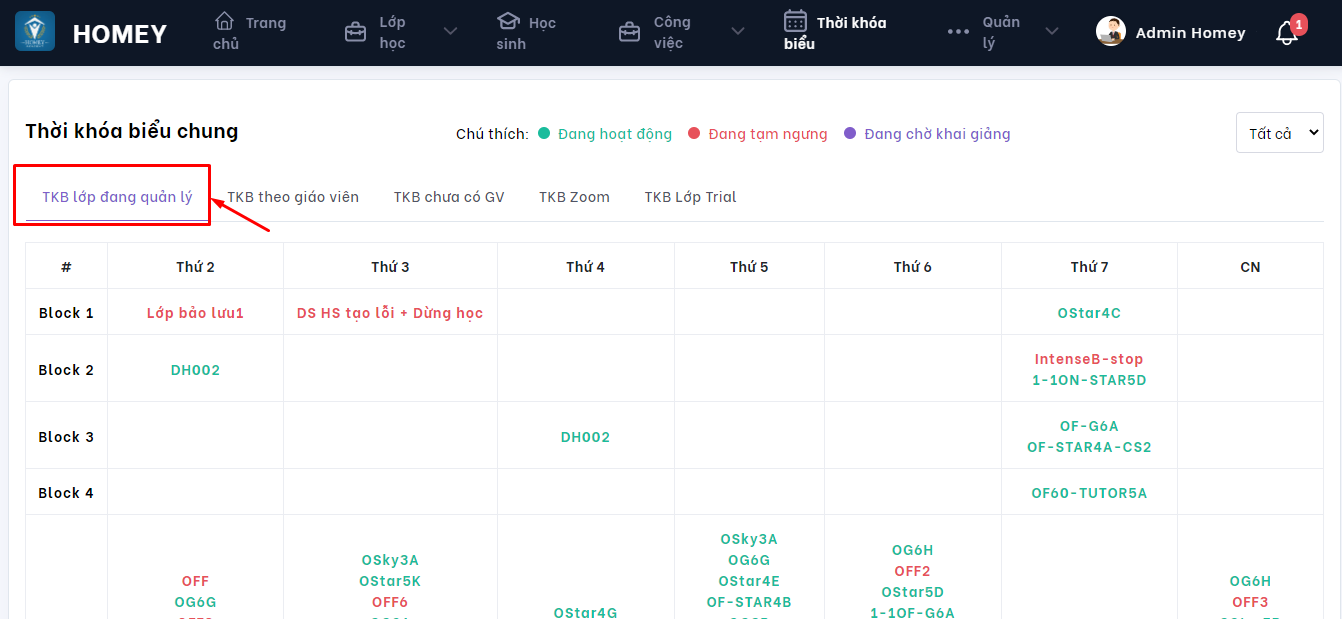 HOMEY
Trang
chủ
Lớp
học
Học
sinh
Công
việc
Thời khóa
biểu
Quản
lý
Admin Homey
1
Thời khóa biểu chung
Chú thích: Đang hoạt động Đang tạm ngưng Đang chờ khai giảng
Tất cả
TKB lớp đang quản lý TKB theo giáo viên TKB chưa có GV TKB Zoom TKB Lớp Trial
# Thứ 2 Thứ 3 Thứ 4 Thứ 5 Thứ 6 Thứ 7 CN
Block 1 Lớp bảo lưu1 DS HS tạo lỗi + Dừng học OStar4C
Block 2 DH002
IntenseB-stop
1-1ON-STAR5D
Block 3 DH002
OF-G6A
OF-STAR4A-CS2
Block 4 OF60-TUTOR5A
OFF
OG6G
OSky3A
OStar5K
OFF6
OStar4G
OSky3A
OG6G
OStar4E
OF-STAR4B
OG6H
OFF2
OStar5D
1-1OF-G6A
OG6H
OFF3